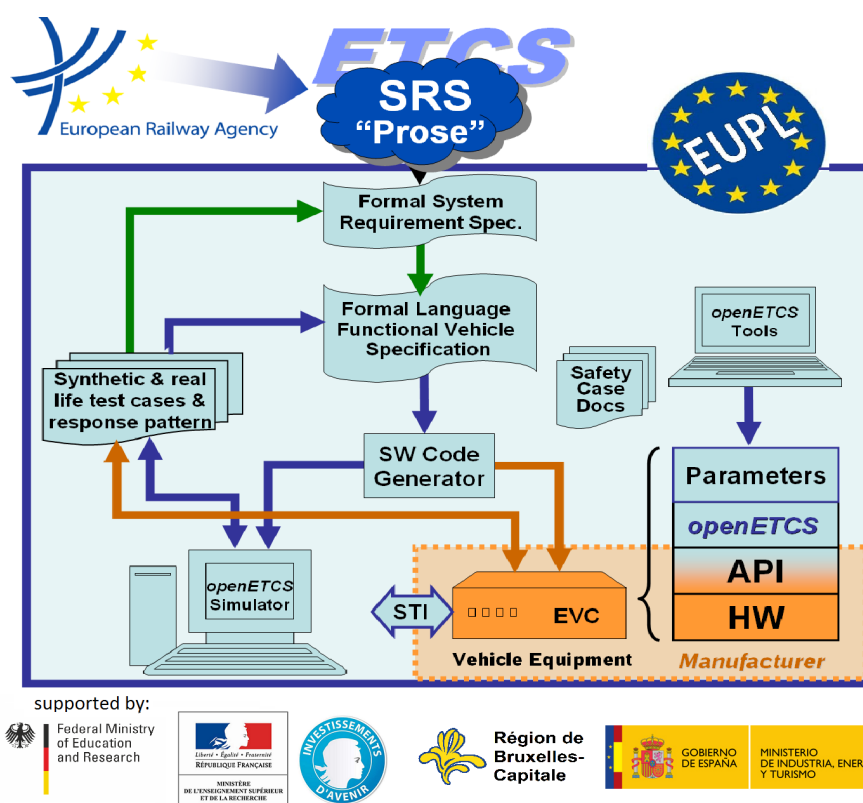 ETCS
SRS
“Prose”
European Railway Agency
EUPL
Formal System
Requirement Spec.
Formal Language
Functional Vehicle
Specification
openETCS
Tools
Synthetic & real
life test cases &
response pattern
Safety
Case
Docs
SW Code
Generator
Parameters
openETCS
API
HW
openETCS
Simulator
STI
EVC
Vehicle Equipment
Manufacturer
supported by:
Federal Ministry
of Education
and Research
Liberté • Égalité • Fraternité
RÉPUBLIQUE FRANÇAISE
MINISTÈRE
DE L'ENSEIGNEMENT SUPÉRIEUR
ET DE LA RECHERCHE
INVESTISSEMENTS
D'AVENIR
Région de
Bruxelles-
Capitale
GOBIERNO
DE ESPAÑA
MINISTERIO
DE INDUSTRIA, ENER
Y TURISMO